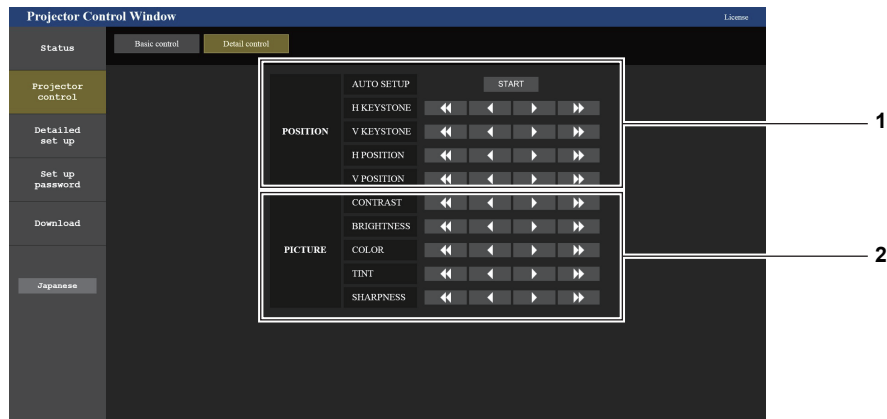 Projector Control Window
License
Status
Basic control
Detail control
Projector
control
Detailed
set up
Set up
password
Download
Japanese
POSITION
AUTO SETUP
START
H KEYSTONE
V KEYSTONE
H POSITION
V POSITION
PICTURE
CONTRAST
BRIGHTNESS
COLOR
TINT
SHARPNESS
1
2